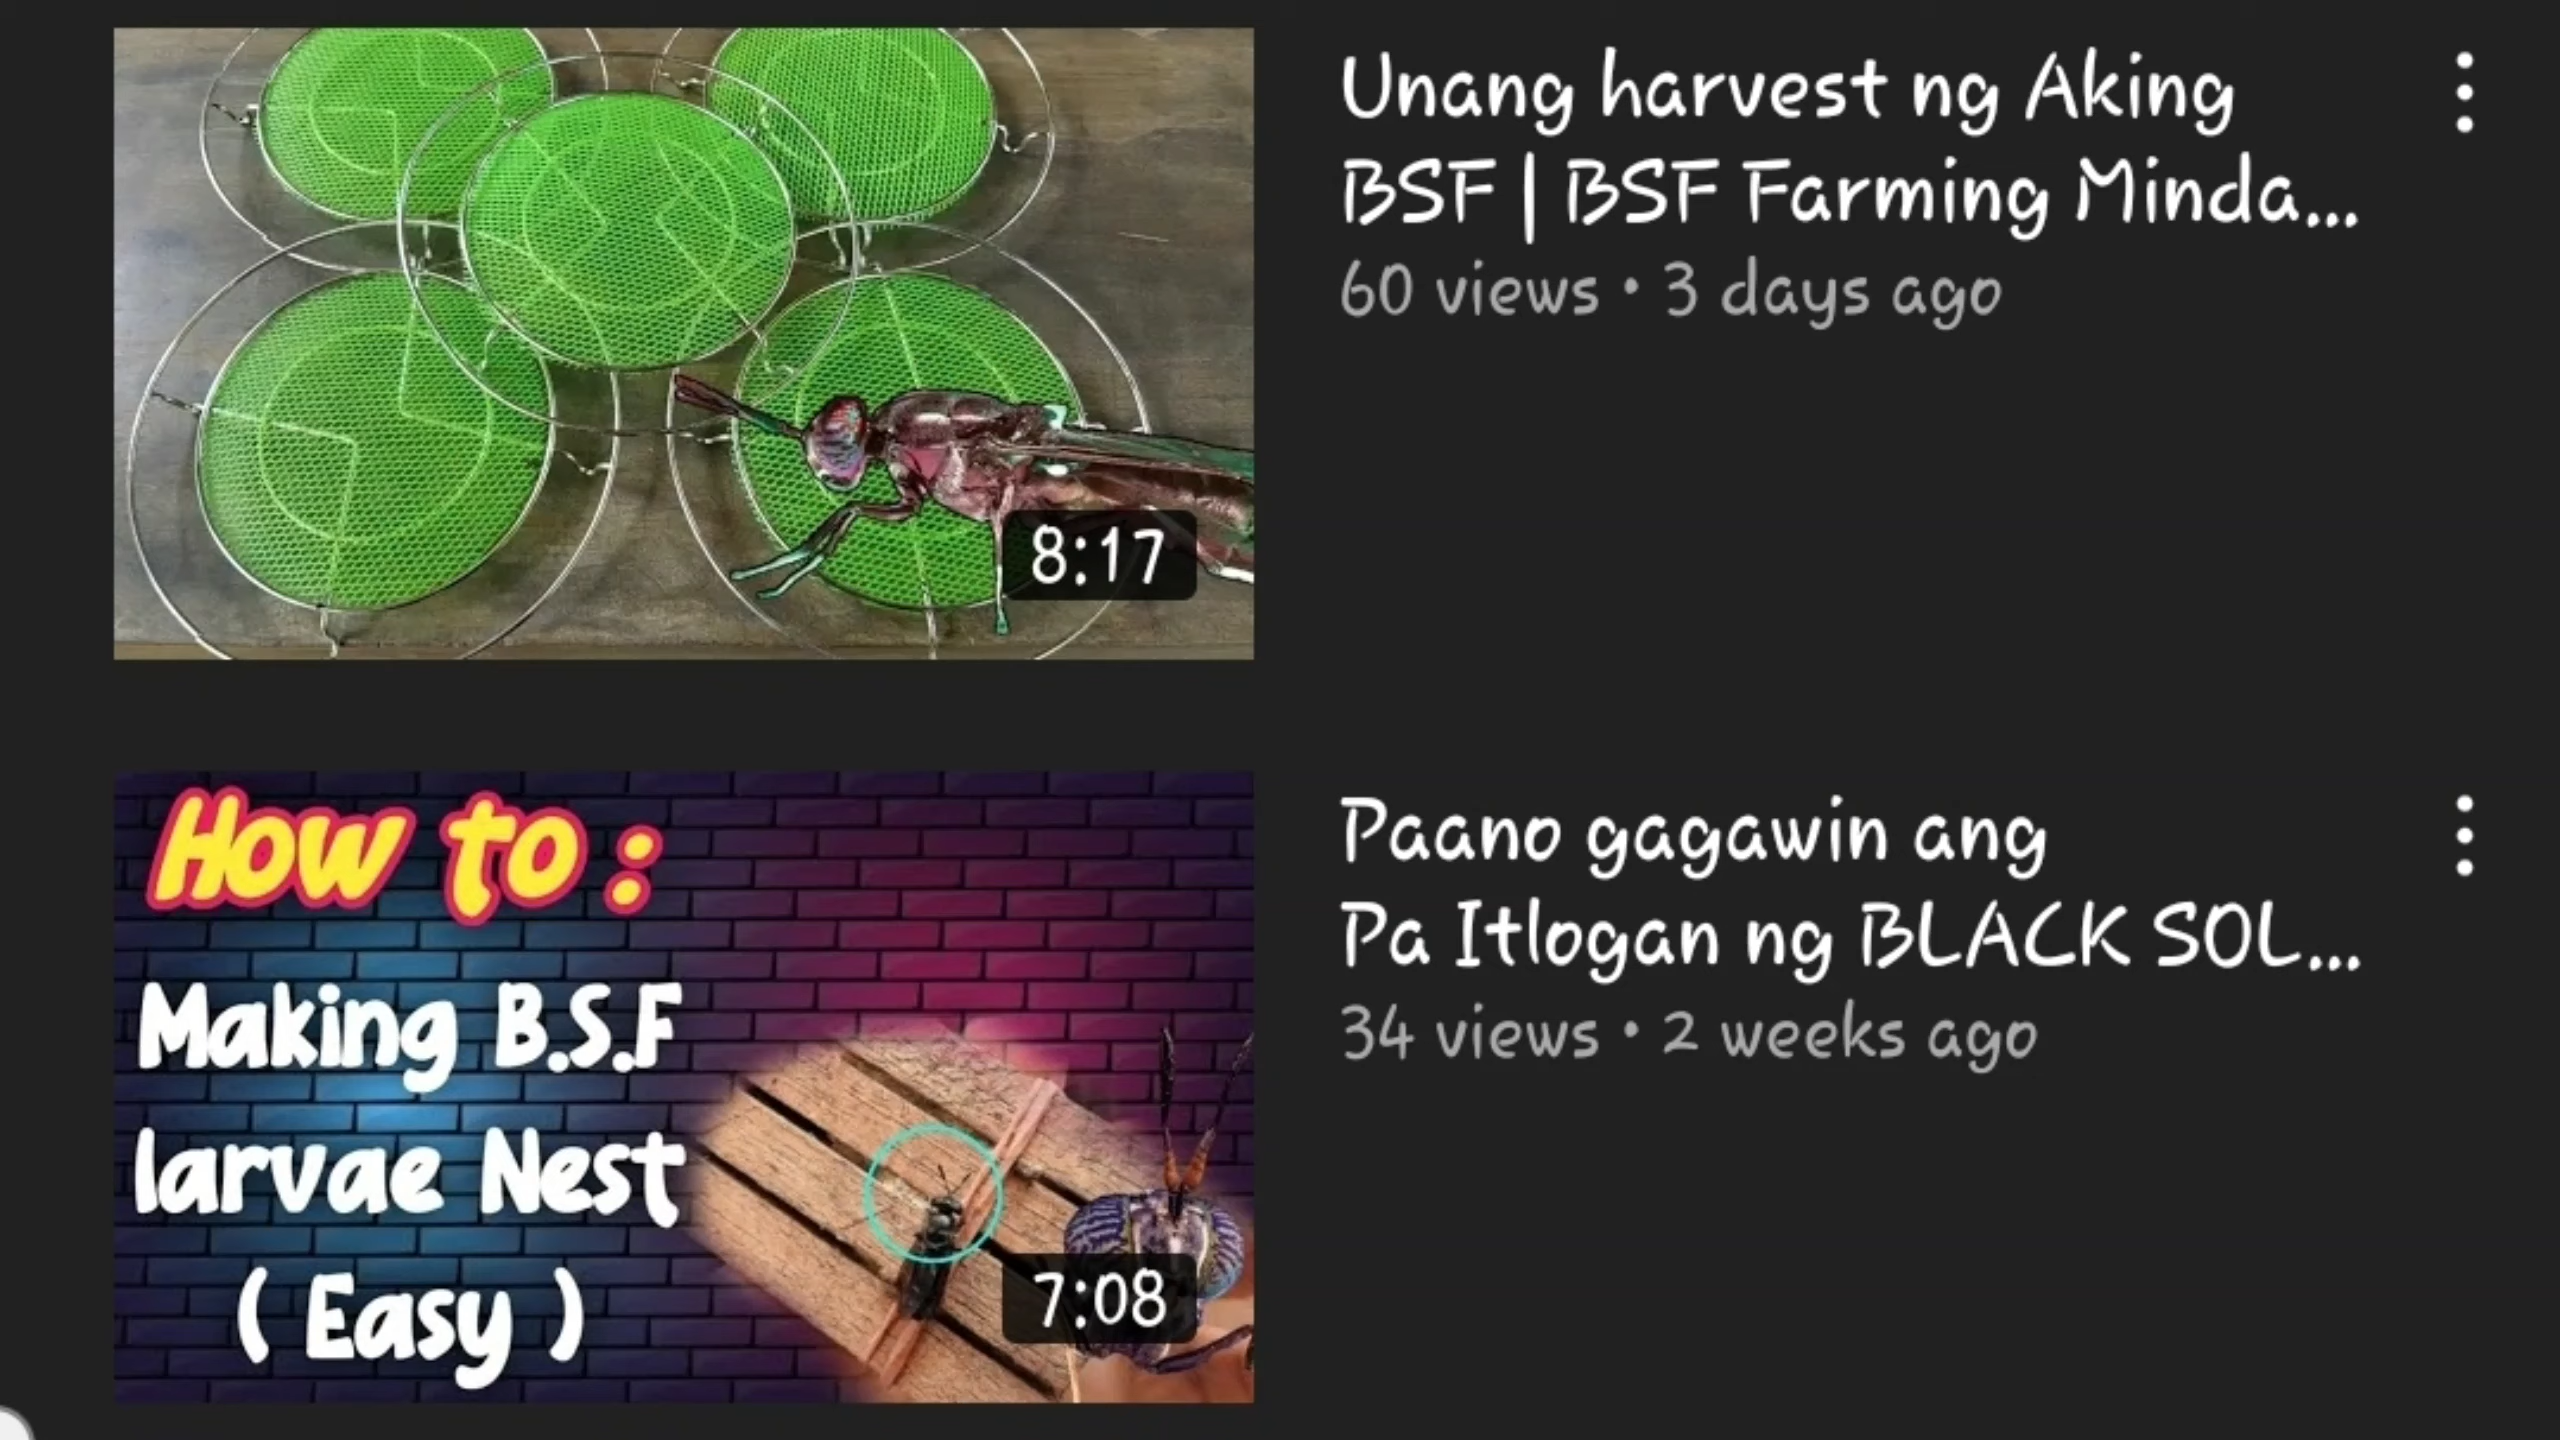 Unang harvest ng Aking
BSF | BSF Farming Minda...
60 views • 3 days ago
8:17
How to :
Making B.S.F
larvae Nest
( Easy )
7:08
Paano gagawin ang
Pa Itlogan ng BLACK SOL...
34 views • 2 weeks ago